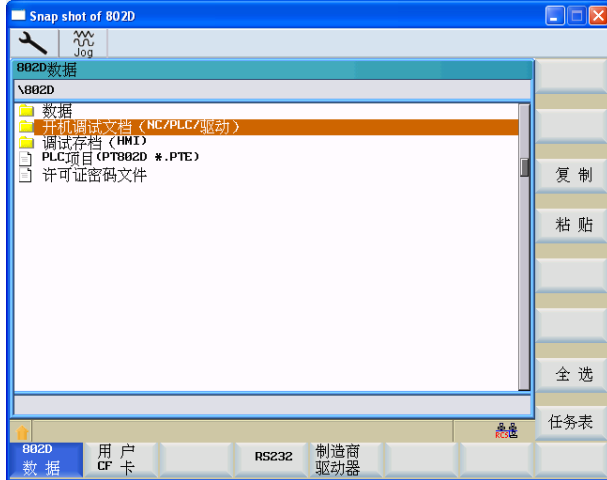 Snap shot of 802D
Jog
802D数据
\802D
数据
开机调试文档（NC/PLC/驱动）
调试存档（HMI）
PLC项目(PT802D *.PTE)
许可证密码文件
复 制
粘 贴
全 选
任务表
RCS
802D
数 据
用 户
CF 卡
RS232
制造商
驱动器